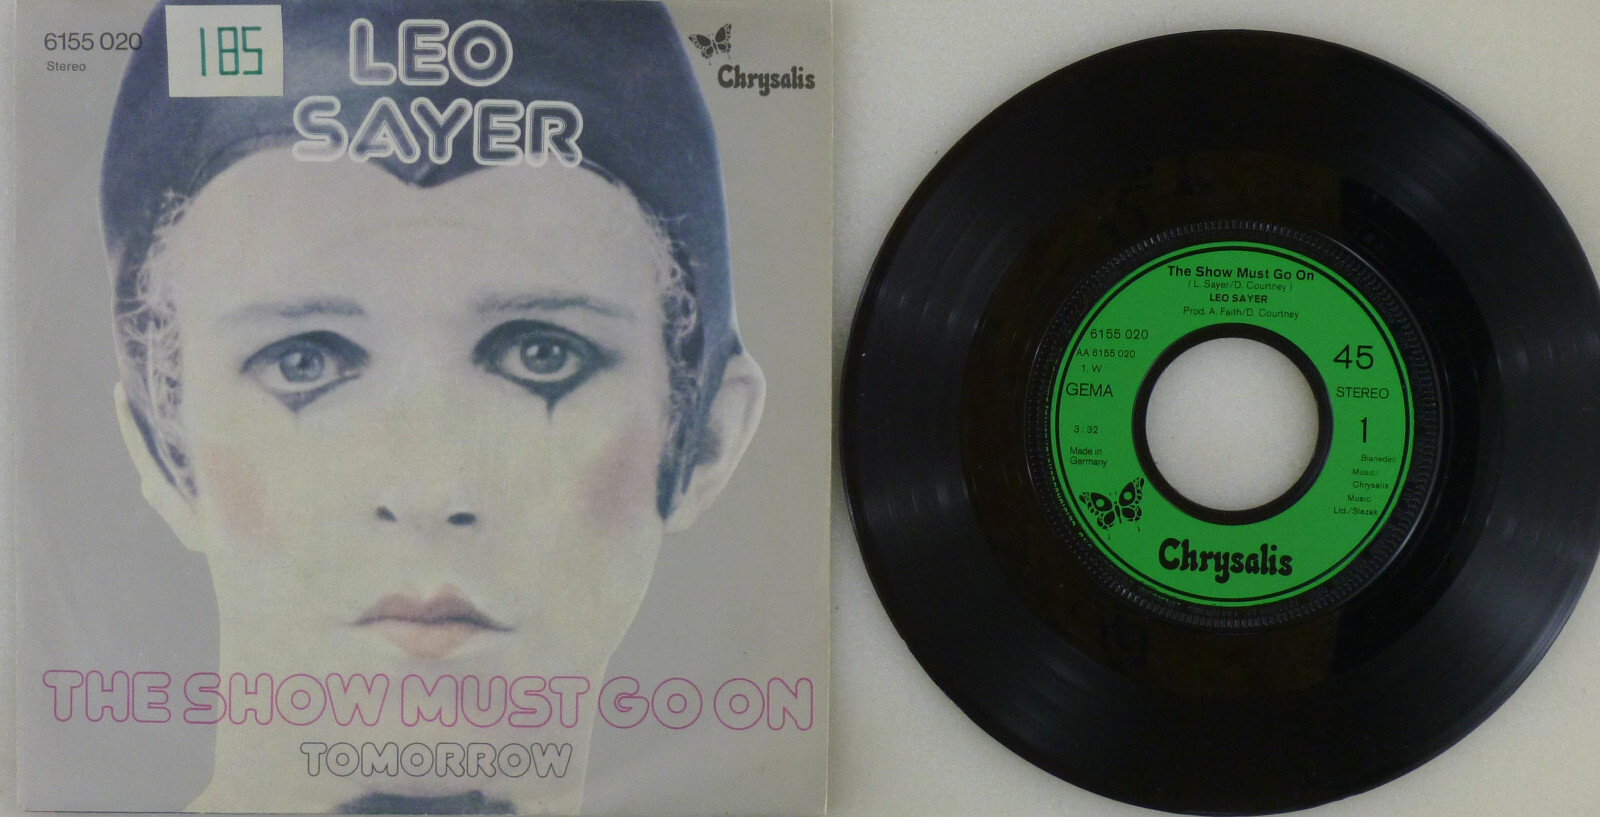 6155 020
Stereo
185
LEO
SAYER
Chrysalis
THE SHOW MUST GO ON
TOMORROW
The Show Must Go On
( L. Sayer/D. Courtney )
LEO SAYER
Prod. A. Faith/D. Courtney
6155 020
AA 6155 020
1. W
GEMA
3:32
Made in
Germany
45
STEREO
1
Blanedell
Music/
Chrysalis
Music
Ltd./Slezak
Chrysalis